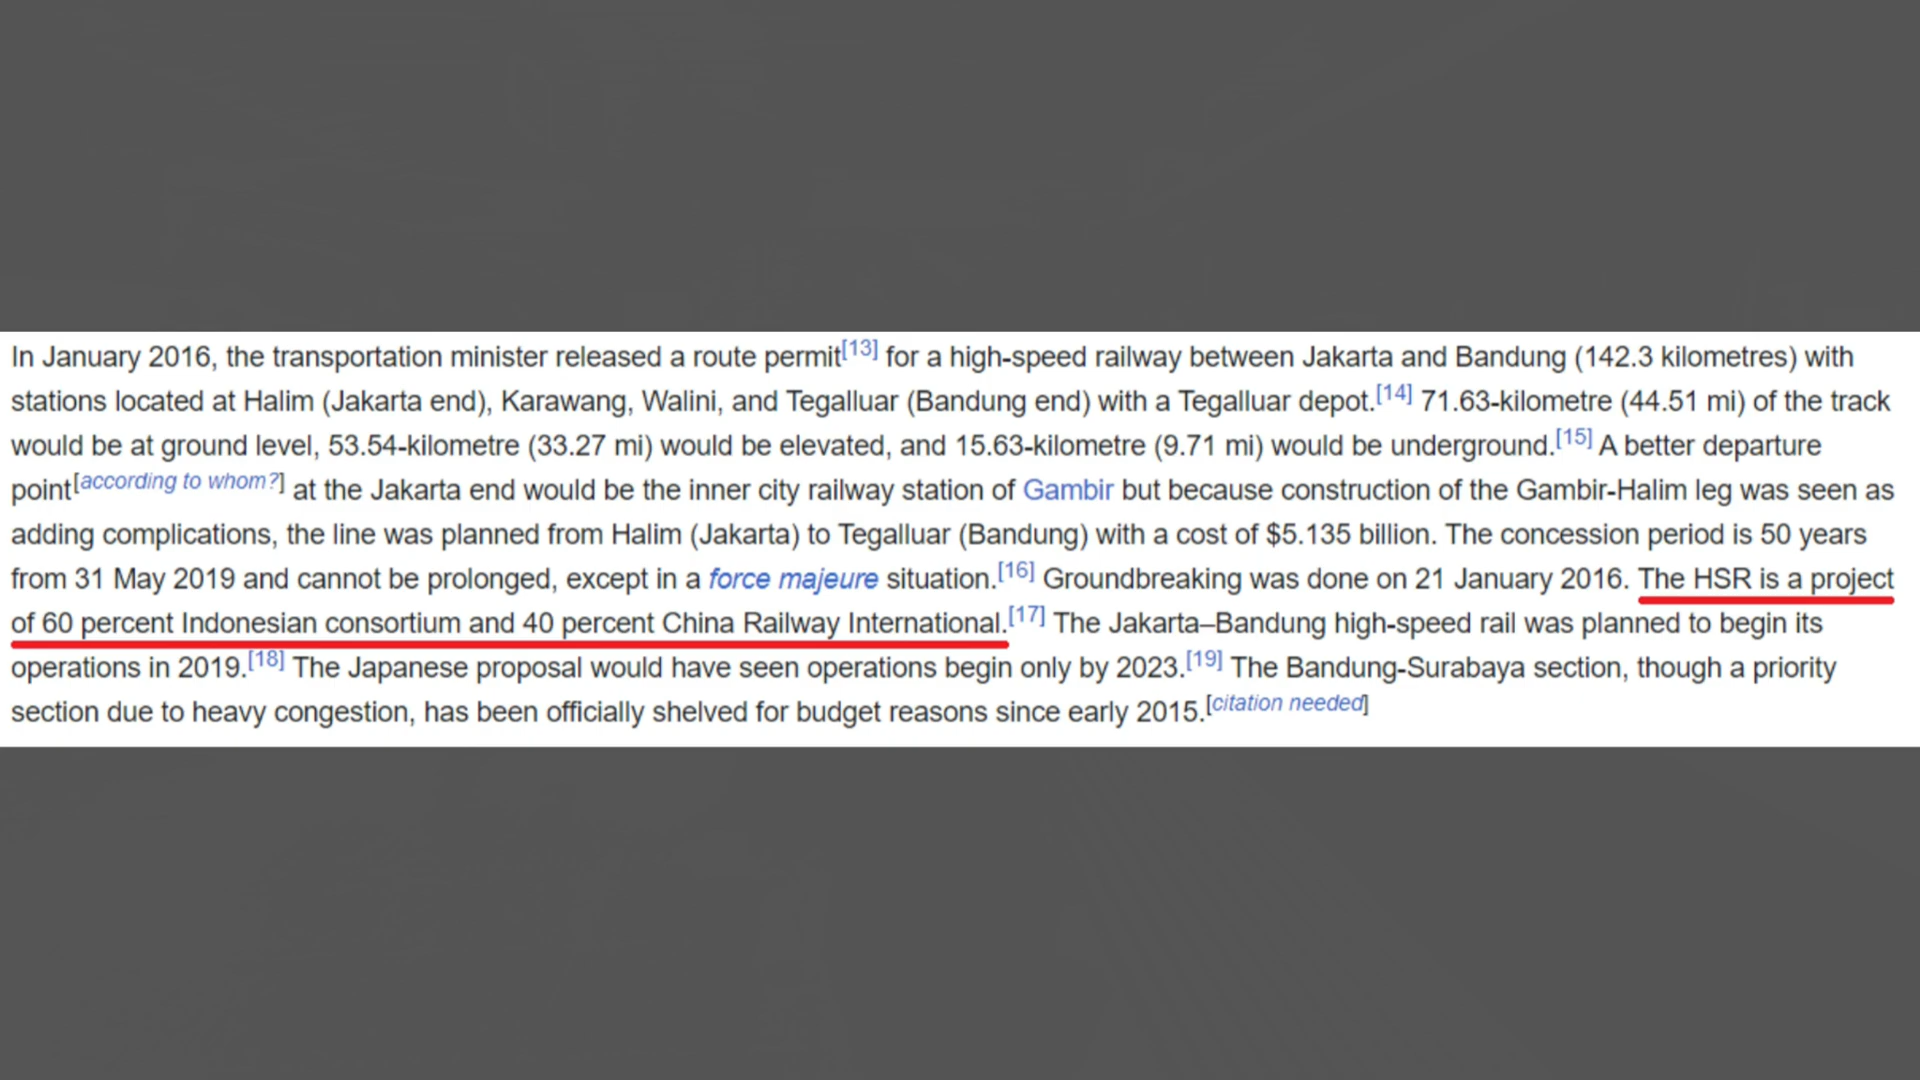 In January 2016, the transportation minister released a route permit[13] for a high-speed railway between Jakarta and Bandung (142.3 kilometres) with
stations located at Halim (Jakarta end), Karawang, Walini, and Tegalluar (Bandung end) with a Tegalluar depot.[14] 71.63-kilometre (44.51 mi) of the track
would be at ground level, 53.54-kilometre (33.27 mi) would be elevated, and 15.63-kilometre (9.71 mi) would be underground.[15] A better departure
point[according to whom?] at the Jakarta end would be the inner city railway station of Gambir but because construction of the Gambir-Halim leg was seen as
adding complications, the line was planned from Halim (Jakarta) to Tegalluar (Bandung) with a cost of $5.135 billion. The concession period is 50 years
from 31 May 2019 and cannot be prolonged, except in a force majeure situation.[16] Groundbreaking was done on 21 January 2016. The HSR is a project
of 60 percent Indonesian consortium and 40 percent China Railway International.[17] The Jakarta–Bandung high-speed rail was planned to begin its
operations in 2019.[18] The Japanese proposal would have seen operations begin only by 2023.[19] The Bandung-Surabaya section, though a priority
section due to heavy congestion, has been officially shelved for budget reasons since early 2015.[citation needed]